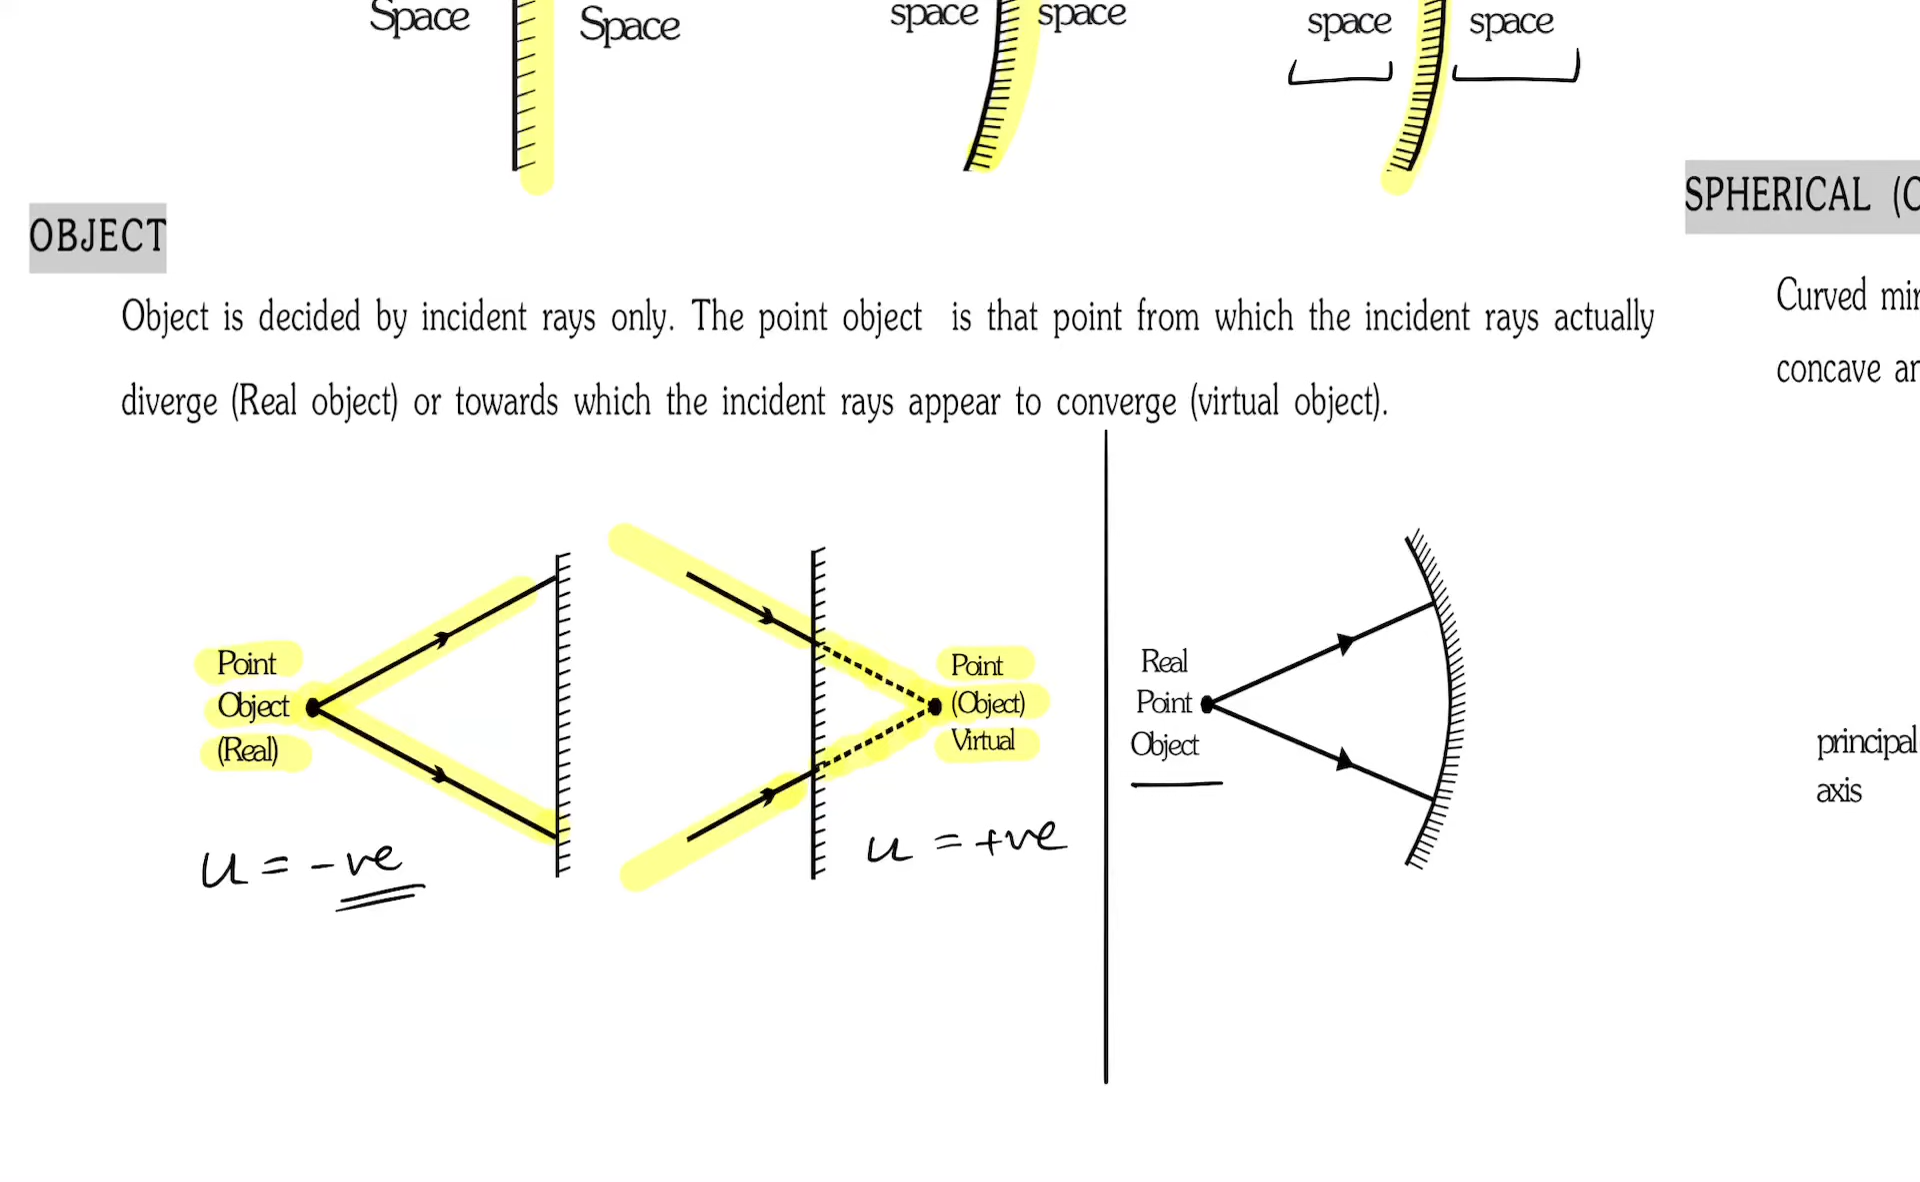 Space
Space
space
space
space
space
OBJECT
Object is decided by incident rays only. The point object is that point from which the incident rays actually
diverge (Real object) or towards which the incident rays appear to converge (virtual object).
Point
Object
(Real)
u = -ve
Point
(Object)
Virtual
u = +ve
Real
Point
Object
SPHERICAL (C
Curved mir
concave ar
principal
axis